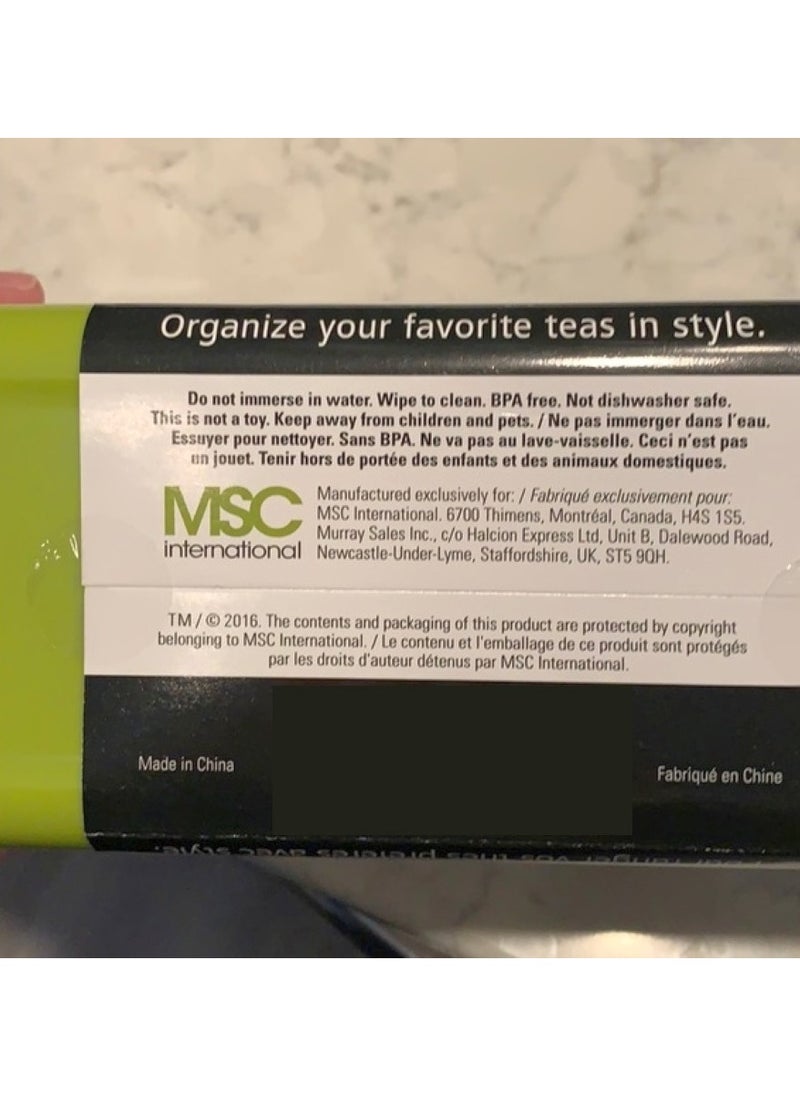 Organize your favorite teas in style.
Do not immerse in water. Wipe to clean. BPA free. Not dishwasher safe.
This is not a toy. Keep away from children and pets. / Ne pas immerger dans l'eau.
Essuyer pour nettoyer. Sans BPA. Ne va pas au lave-vaisselle. Ceci n'est pas
un jouet. Tenir hors de portée des enfants et des animaux domestiques.
MSC
international
Manufactured exclusively for: / Fabriqué exclusivement pour:
MSC International. 6700 Thimens, Montréal, Canada, H4S 1S5.
Murray Sales Inc., c/o Halcion Express Ltd, Unit B, Dalewood Road,
Newcastle-Under-Lyme, Staffordshire, UK, ST5 9QH.
TM / © 2016. The contents and packaging of this product are protected by copyright
belonging to MSC International. / Le contenu et l'emballage de ce produit sont protégés
par les droits d'auteur détenus par MSC International.
Made in China
Fabriqué en Chine